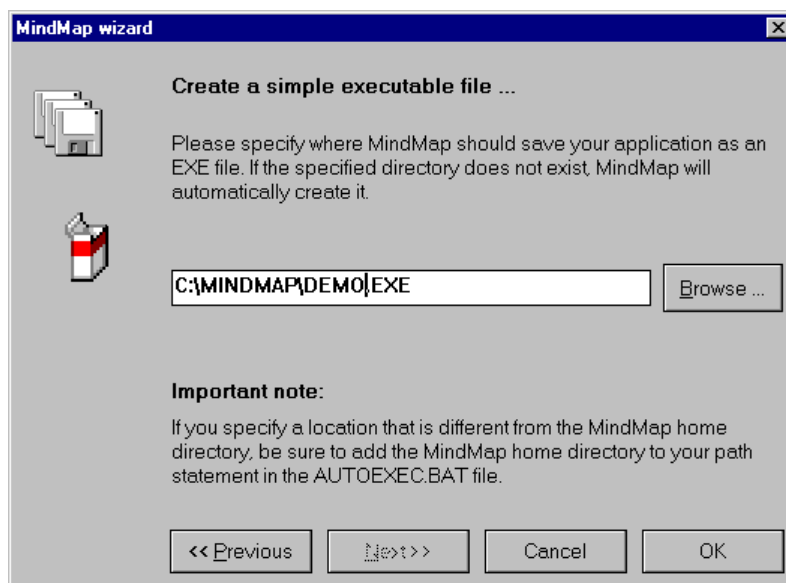 MindMap wizard
Create a simple executable file ...
Please specify where MindMap should save your application as an
EXE file. If the specified directory does not exist, MindMap will
automatically create it.
C:\MINDMAP\DEMO.EXE
Browse ...
Important note:
If you specify a location that is different from the MindMap home
directory, be sure to add the MindMap home directory to your path
statement in the AUTOEXEC.BAT file.
<< Previous
Next >>
Cancel
OK